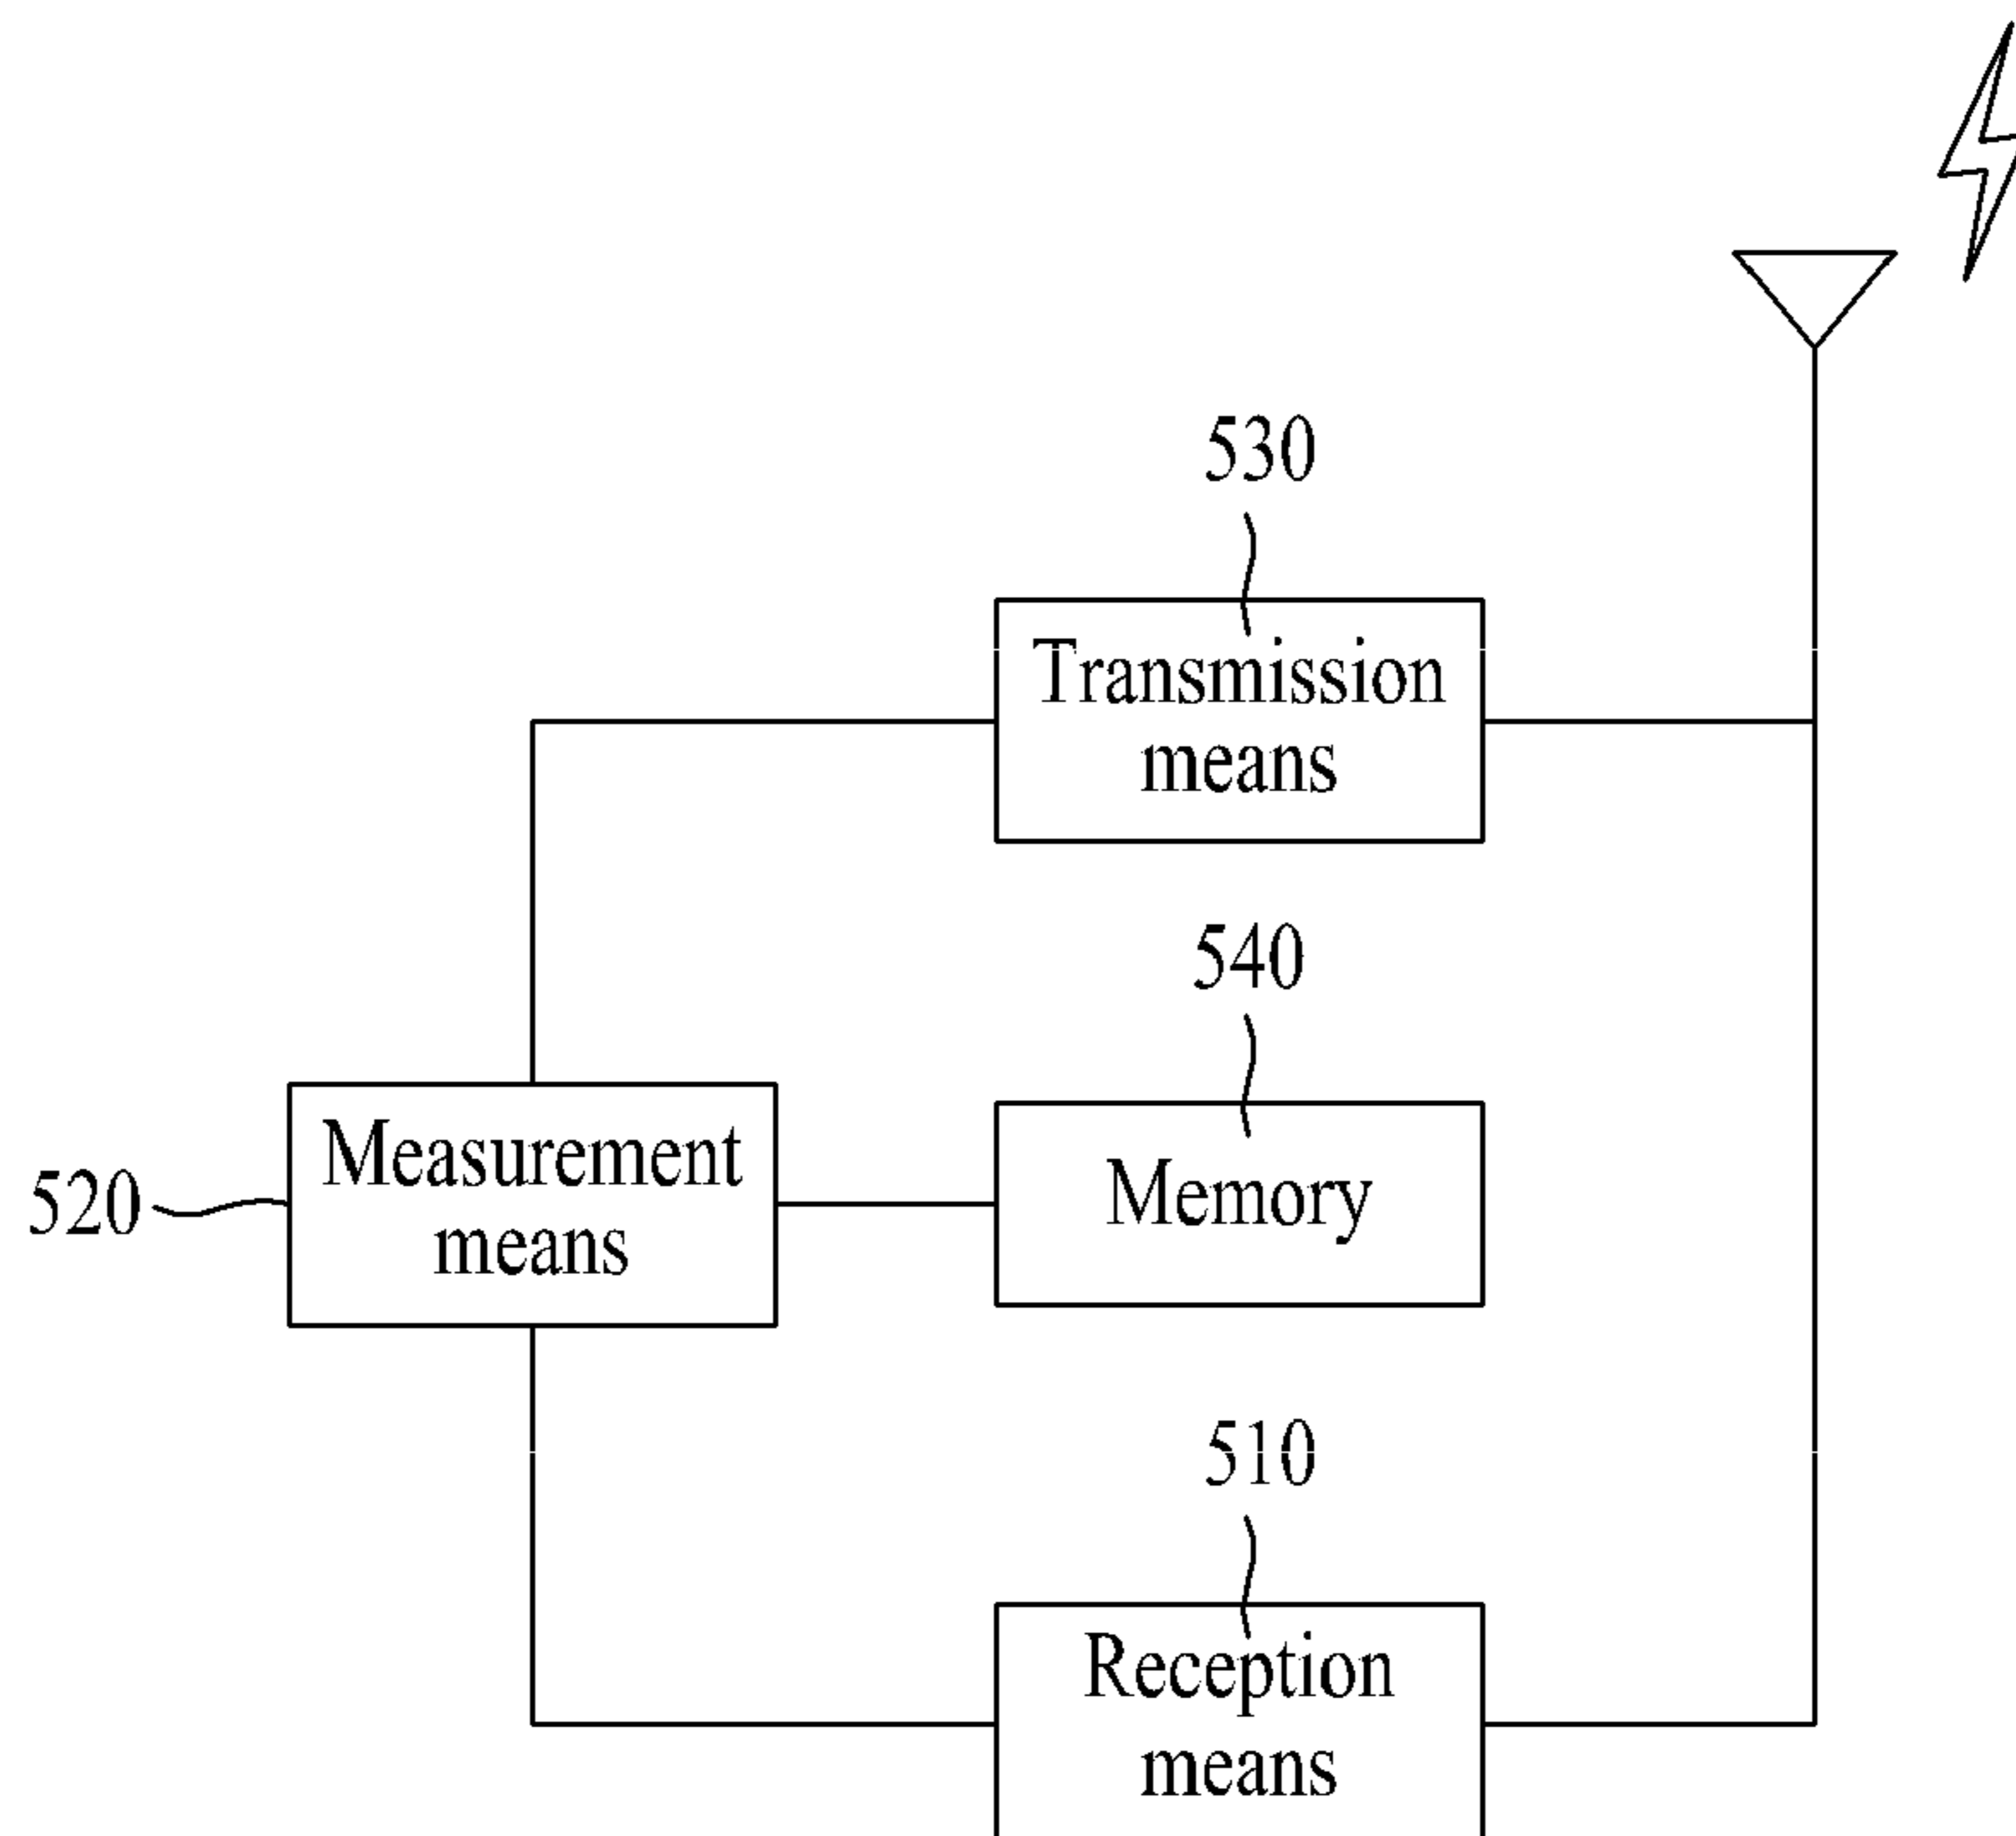 530
Transmission
means
540
Measurement
means
520
Memory
510
Reception
means